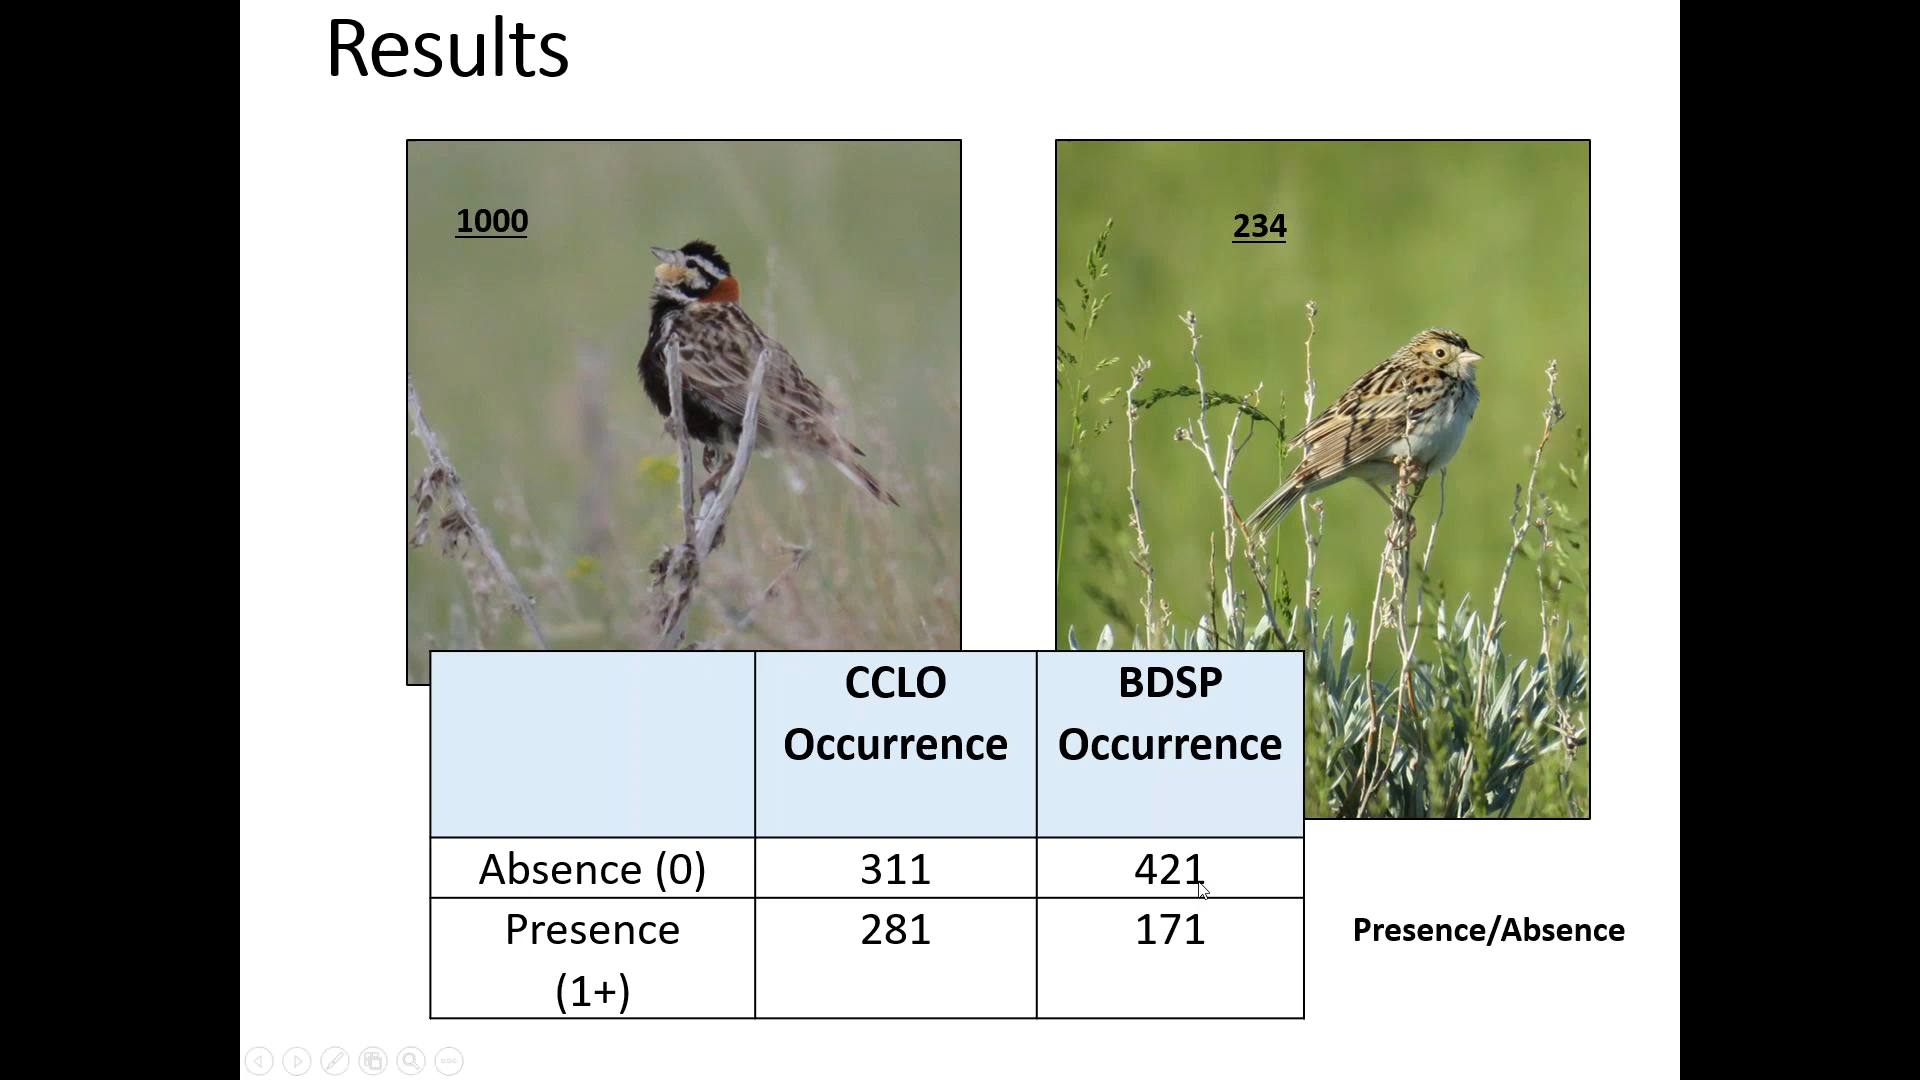 Results
1000
234
CCLO
Occurrence
BDSP
Occurrence
Absence (0)
311
421
Presence
(1+)
281
171
Presence/Absence